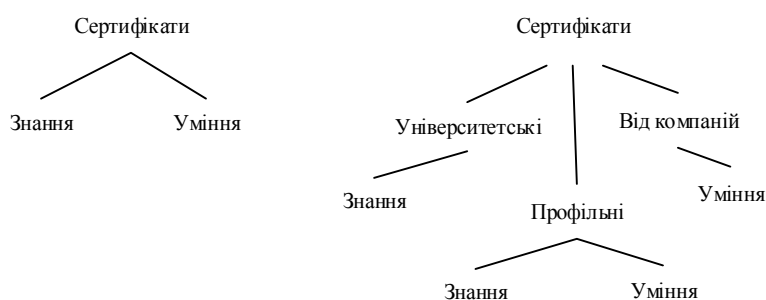 Сертифікати
Знання
Уміння
Сертифікати
Університетські
Від компаній
Знання
Уміння
Профільні
Знання
Уміння